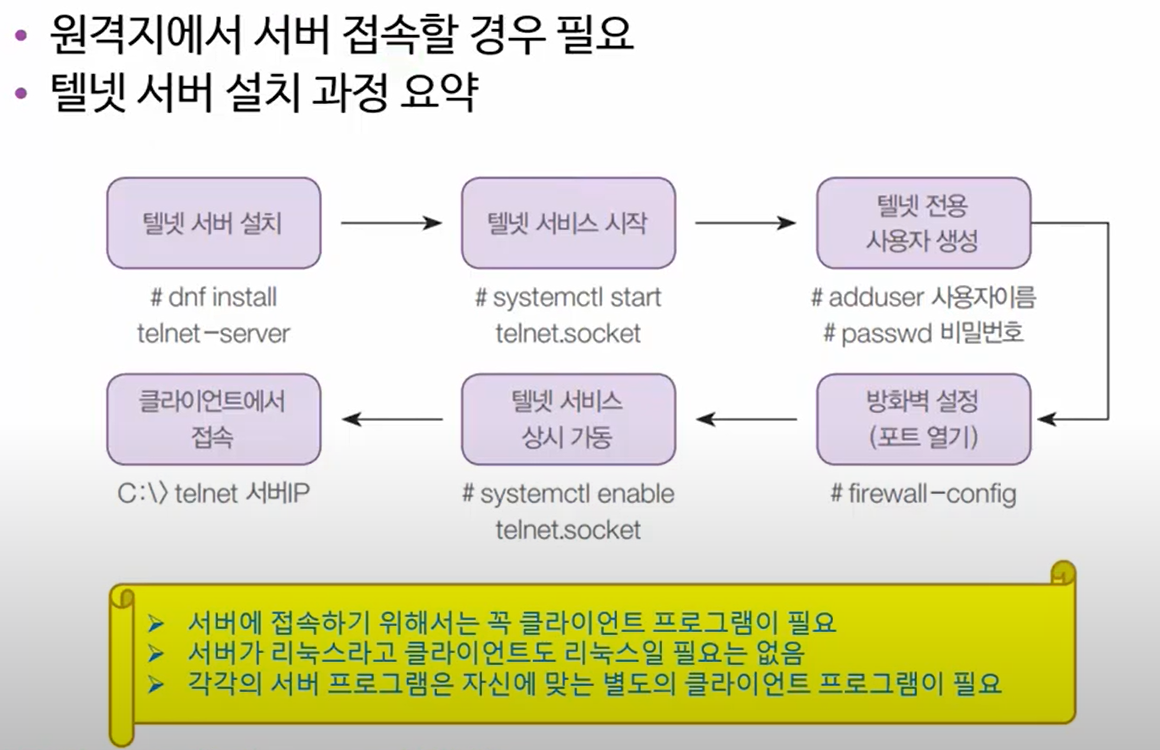 • 원격지에서 서버 접속할 경우 필요
• 텔넷 서버 설치 과정 요약
텔넷 서버 설치
# dnf install
telnet-server
텔넷 서비스 시작
# systemctl start
telnet.socket
텔넷 전용
사용자 생성
# adduser 사용자이름
# passwd 비밀번호
방화벽 설정
(포트 열기)
# firewall-config
텔넷 서비스
상시 가동
# systemctl enable
telnet.socket
클라이언트에서
접속
C:\> telnet 서버IP
➢ 서버에 접속하기 위해서는 꼭 클라이언트 프로그램이 필요
➢ 서버가 리눅스라고 클라이언트도 리눅스일 필요는 없음
➢ 각각의 서버 프로그램은 자신에 맞는 별도의 클라이언트 프로그램이 필요